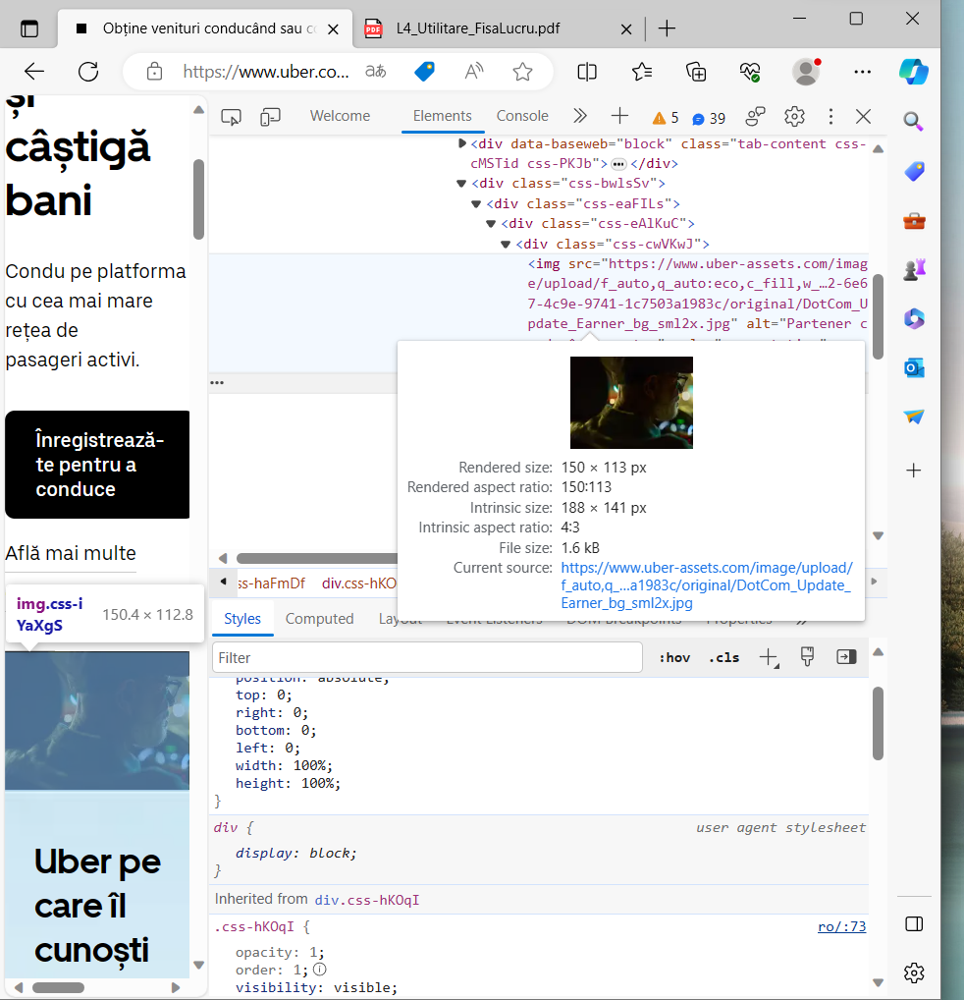 Obține venituri conducând sau co
L4_Utilitare_FisaLucru.pdf
https://www.uber.co...
și
câștigă
bani
Condu pe platforma
cu cea mai mare
rețea de
pasageri activi.
Înregistrează-
te pentru a
conduce
Află mai multe
img.css-i
YaXgS
150.4 × 112.8
Uber pe
care îl
cunoști
Welcome
Elements
Console
5
39
<div data-baseweb="block" class="tab-content css-
cMSTid css-PKJb"> ... </div>
<div class="css-bwlsSv">
<div class="css-eaFILs">
<div class="css-eAlKuC">
<div class="css-cwVKwJ">
<img src="https://www.uber-assets.com/imag
e/upload/f_auto,q_auto:eco,c_fill,w_…2-6e6
7-4c9e-9741-1c7503a1983c/original/DotCom_U
pdate_Earner_bg_sml2x.jpg" alt="Partener c
Rendered size: 150 × 113 px
Rendered aspect ratio: 150:113
Intrinsic size: 188 × 141 px
Intrinsic aspect ratio: 4:3
File size: 1.6 kB
Current source: https://www.uber-assets.com/image/upload/
f_auto,q_…a1983c/original/DotCom_Update_
Earner_bg_sml2x.jpg
ss-haFmDf div.css-hKO
Styles
Computed
Layout
Event Listeners
DOM Breakpoints
Properties
Filter
:hov
.cls
position: absolute;
top: 0;
right: 0;
bottom: 0;
left: 0;
width: 100%;
height: 100%;
}
div { user agent stylesheet
display: block;
}
Inherited from div.css-hKOqI
.css-hKOqI { ro/:73
opacity: 1;
order: 1;
visibility: visible;